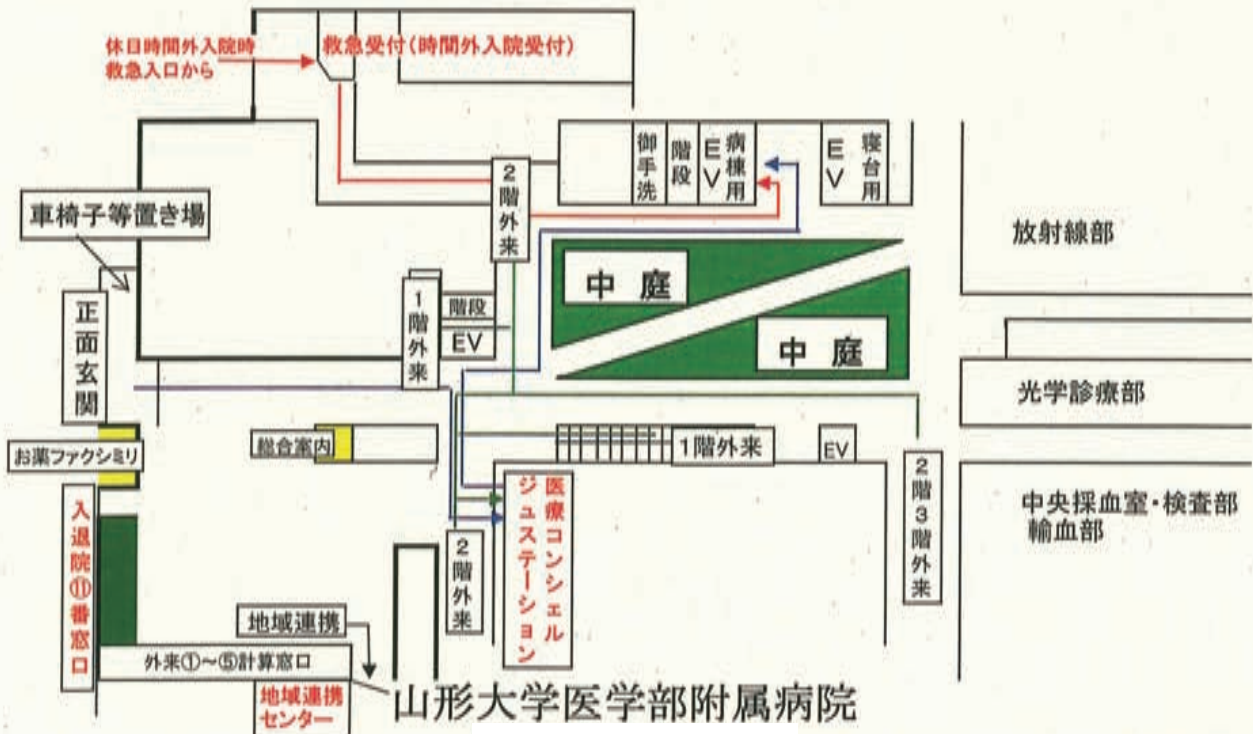 休日時間外入院時
救急入口から
救急受付(時間外入院受付)
御手洗
階段
EV
病棟用
EV
寝台用
2階外来
車椅子等置き場
放射線部
中庭
正面玄関
1階外来
階段
EV
中庭
光学診療部
お薬ファクシミリ
総合案内
1階外来
EV
2階3階外来
中央採血室・検査部
輸血部
入退院⑪番窓口
2階外来
医療コンシェル
ジュステーション
地域連携
外来①~⑤計算窓口
地域連携
センター
山形大学医学部附属病院